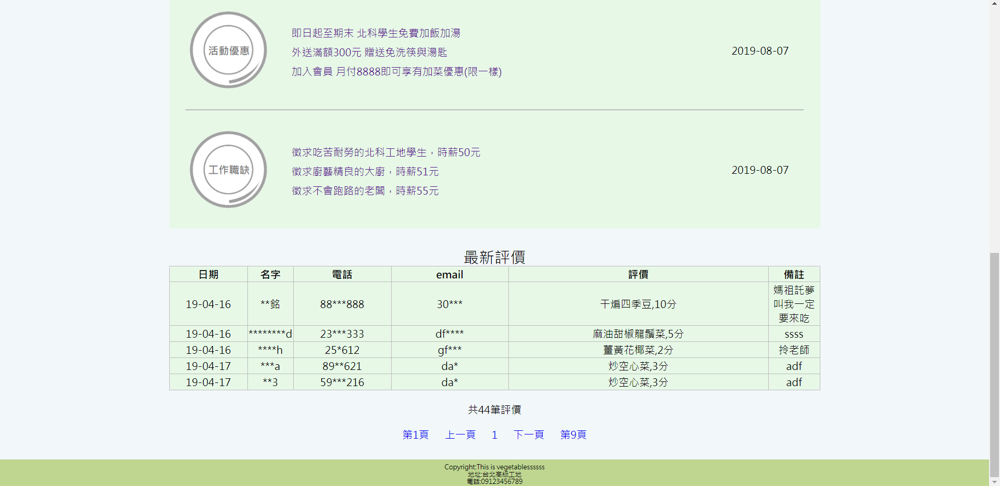 活動優惠
即日起至期末 北科學生免費加飯加湯
外送滿額300元 贈送免洗筷與湯匙
加入會員 月付8888即可享有加菜優惠(限一樣)
2019-08-07
工作職缺
徵求吃苦耐勞的北科工地學生，時薪50元
徵求廚藝精良的大廚，時薪51元
徵求不會跑路的老闆，時薪55元
2019-08-07
最新評價
日期 名字 電話 email 評價 備註
19-04-16 **銘 88***888 30*** 干煸四季豆,10分 媽祖託夢
叫我一定
要來吃
19-04-16 ********d 23***333 df**** 麻油甜椒龍鬚菜,5分 ssss
19-04-16 ****h 25*612 gf*** 薑黃花椰菜,2分 拎老師
19-04-17 ***a 89**621 da* 炒空心菜,3分 adf
19-04-17 **3 59***216 da* 炒空心菜,3分 adf
共44筆評價
第1頁 上一頁 1 下一頁 第9頁
Copyright:This is vegetablessssss
地址:台北高級工地
電話:09123456789